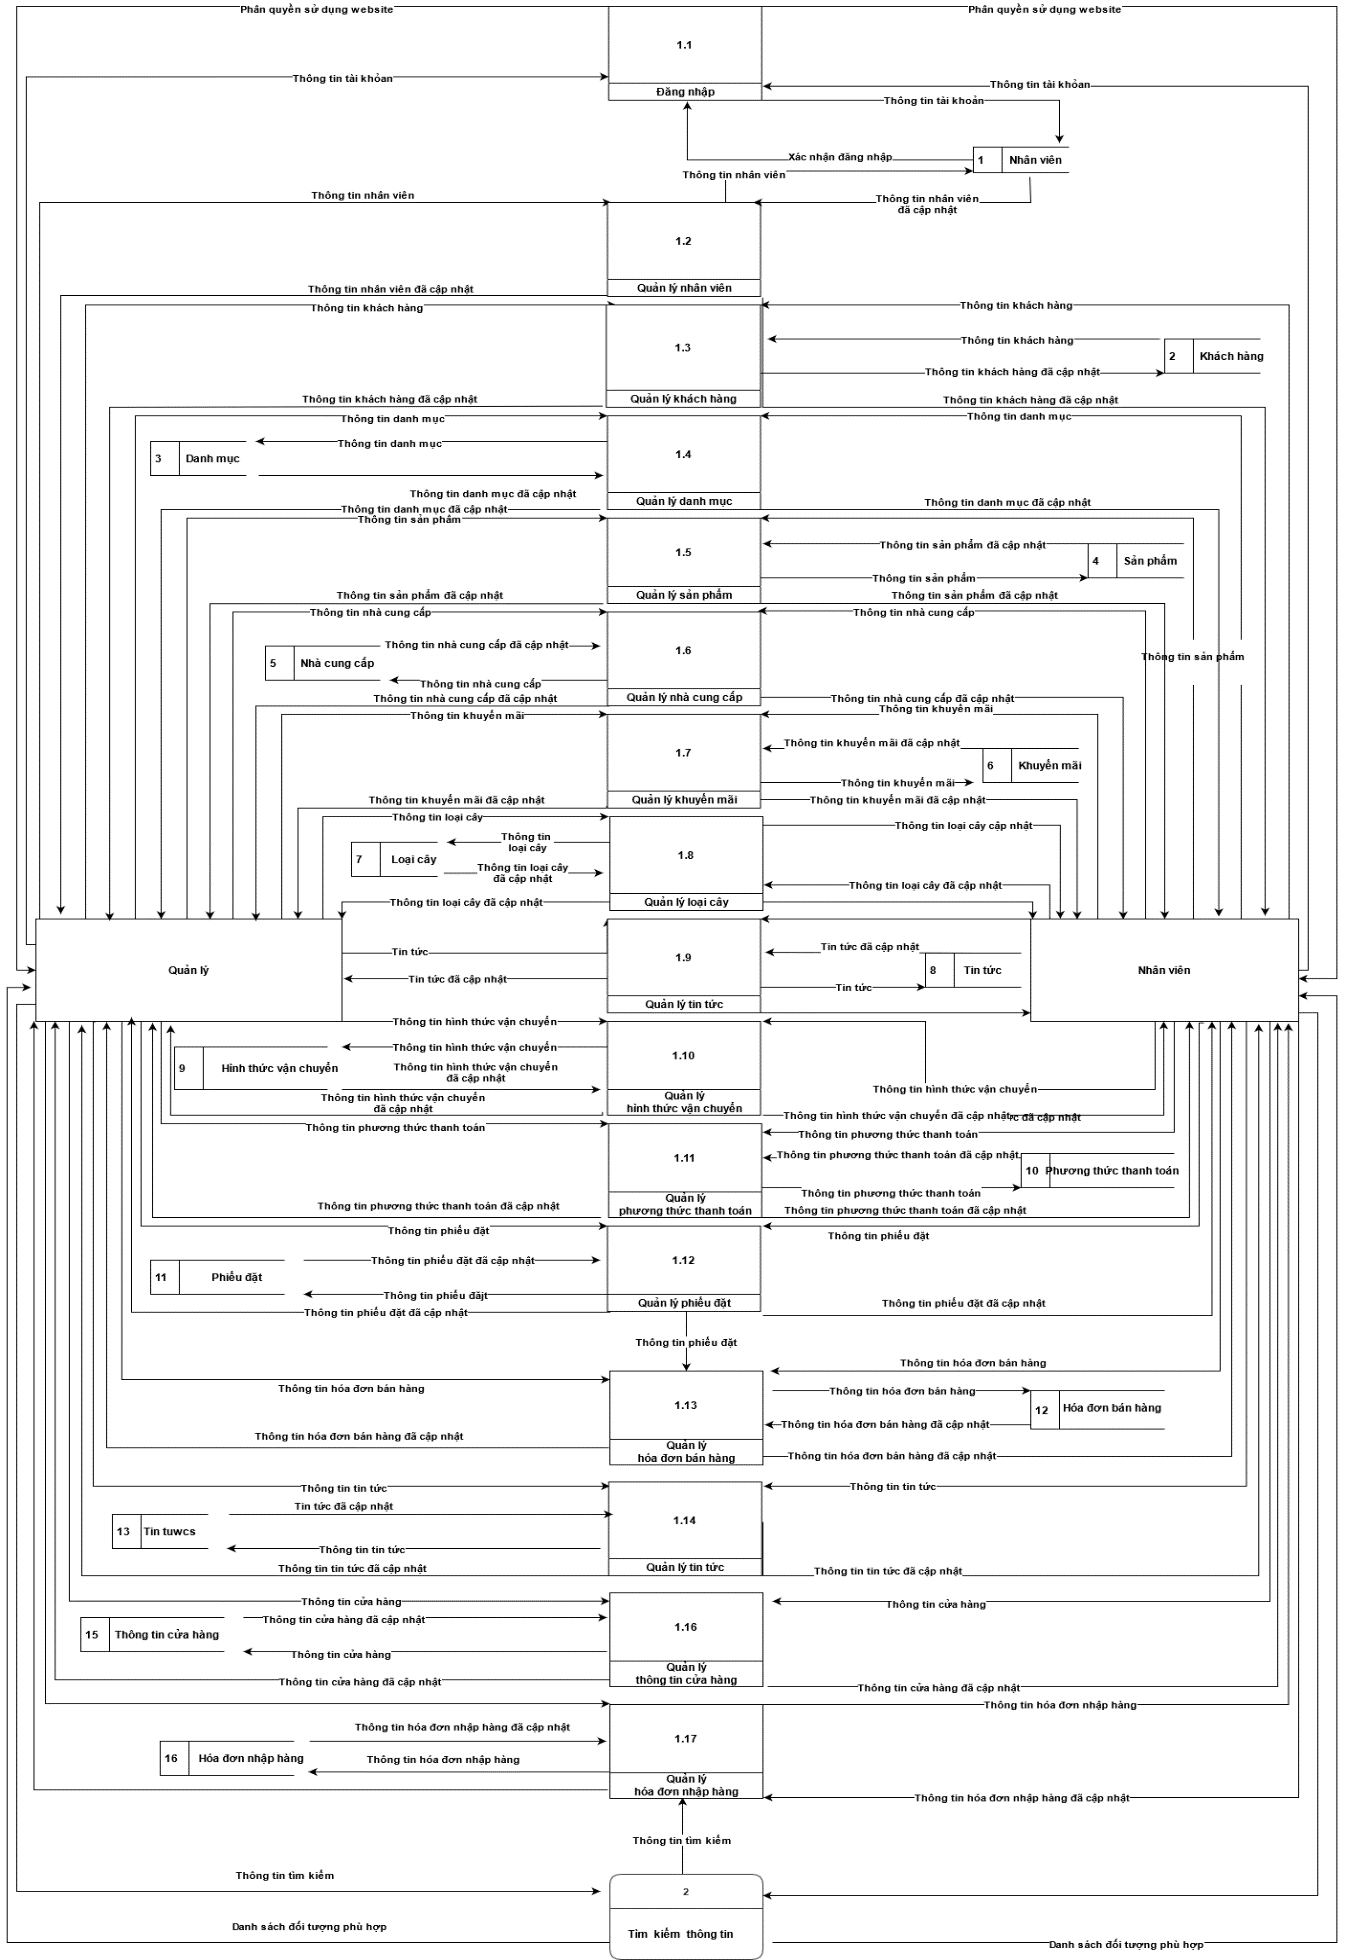 Phân quyền sử dụng website
Phân quyền sử dụng website
1.1
Thông tin tài khỏan
Thông tin tài khỏan
Đăng nhập
Thông tin tài khoản
Xác nhận đăng nhập
1
Nhân viên
Thông tin nhân viên
Thông tin nhân viên
Thông tin nhân viên
đã cập nhật
1.2
Quản lý nhân viên
Thông tin nhân viên đã cập nhật
Thông tin khách hàng
Thông tin khách hàng
1.3
Thông tin khách hàng
2
Khách hàng
Thông tin khách hàng đã cập nhật
Quản lý khách hàng
Thông tin khách hàng đã cập nhật
Thông tin khách hàng đã cập nhật
Thông tin danh mục
Thông tin danh mục
Thông tin danh mục
3
Danh mục
1.4
Thông tin danh mục đã cập nhật
Quản lý danh mục
Thông tin danh mục đã cập nhật
Thông tin danh mục đã cập nhật
Thông tin sản phẩm
1.5
Thông tin sản phẩm đã cập nhật
4
Sản phẩm
Thông tin sản phẩm
Quản lý sản phẩm
Thông tin sản phẩm đã cập nhật
Thông tin sản phẩm đã cập nhật
Thông tin nhà cung cấp
Thông tin nhà cung cấp
Thông tin nhà cung cấp đã cập nhật
1.6
5
Nhà cung cấp
Thông tin sản phẩm
Thông tin nhà cung cấp
Thông tin nhà cung cấp đã cập nhật
Quản lý nhà cung cấp
Thông tin nhà cung cấp đã cập nhật
Thông tin khuyến mãi
Thông tin khuyến mãi
1.7
Thông tin khuyến mãi đã cập nhật
6
Khuyến mãi
Thông tin khuyến mãi
Thông tin khuyến mãi đã cập nhật
Quản lý khuyến mãi
Thông tin khuyến mãi đã cập nhật
Thông tin loại cây
Thông tin loại cây cập nhật
Thông tin
loại cây
7
Loại cây
1.8
Thông tin loại cây
đã cập nhật
Thông tin loại cây đã cập nhật
Thông tin loại cây đã cập nhật
Quản lý loại cây
Tin tức
1.9
Tin tức đã cập nhật
Quản lý
8
Tin tức
Nhân viên
Tin tức đã cập nhật
Tin tức
Quản lý tin tức
Thông tin hình thức vận chuyển
Thông tin hình thức vận chuyển
1.10
9
Hình thức vận chuyển
Thông tin hình thức vận chuyển
đã cập nhật
Thông tin hình thức vận chuyển
đã cập nhật
Quản lý
hình thức vận chuyển
Thông tin hình thức vận chuyển
Thông tin hình thức vận chuyển đã cập nhật
đã cập nhật
Thông tin phương thức thanh toán
Thông tin phương thức thanh toán
1.11
Thông tin phương thức thanh toán đã cập nhật
10
Phương thức thanh toán
Thông tin phương thức thanh toán
Quản lý
phương thức thanh toán
Thông tin phương thức thanh toán đã cập nhật
Thông tin phương thức thanh toán đã cập nhật
Thông tin phiếu đặt
Thông tin phiếu đặt
1.12
Thông tin phiếu đặt đã cập nhật
11
Phiếu đặt
Thông tin phiếu đặjt
Quản lý phiếu đặt
Thông tin phiếu đặt đã cập nhật
Thông tin phiếu đặt đã cập nhật
Thông tin phiếu đặt
Thông tin hóa đơn bán hàng
Thông tin hóa đơn bán hàng
1.13
Thông tin hóa đơn bán hàng
12
Hóa đơn bán hàng
Thông tin hóa đơn bán hàng đã cập nhật
Thông tin hóa đơn bán hàng đã cập nhật
Quản lý
hóa đơn bán hàng
Thông tin hóa đơn bán hàng đã cập nhật
Thông tin tin tức
Thông tin tin tức
Tin tức đã cập nhật
1.14
13
Tin tuwcs
Thông tin tin tức
Thông tin tin tức đã cập nhật
Quản lý tin tức
Thông tin tin tức đã cập nhật
Thông tin cửa hàng
Thông tin cửa hàng
Thông tin cửa hàng đã cập nhật
1.16
15
Thông tin cửa hàng
Thông tin cửa hàng
Quản lý
thông tin cửa hàng
Thông tin cửa hàng đã cập nhật
Thông tin cửa hàng đã cập nhật
Thông tin hóa đơn nhập hàng
Thông tin hóa đơn nhập hàng đã cập nhật
1.17
16
Hóa đơn nhập hàng
Thông tin hóa đơn nhập hàng
Quản lý
hóa đơn nhập hàng
Thông tin hóa đơn nhập hàng đã cập nhật
Thông tin tìm kiếm
Thông tin tìm kiếm
2
Tìm kiếm thông tin
Danh sách đối tượng phù hợp
Danh sách đối tượng phù hợp